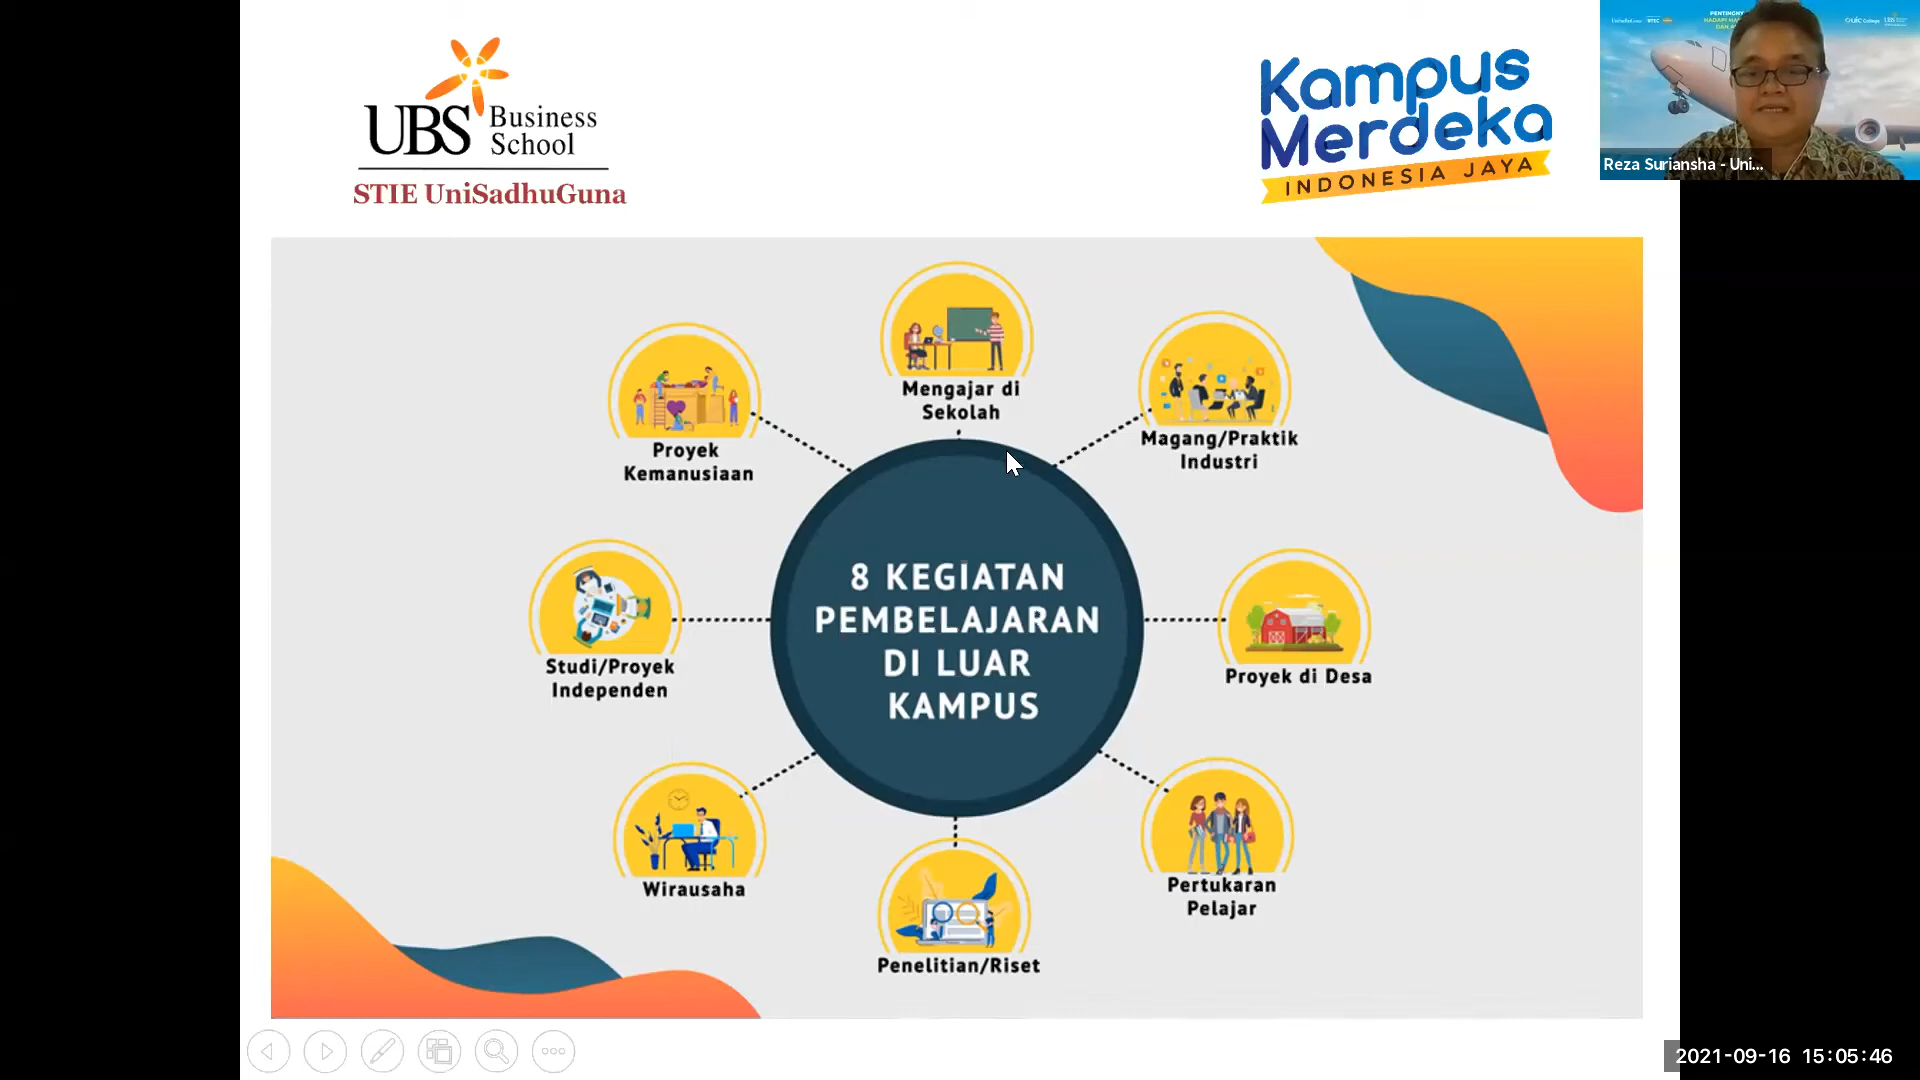 UBS Business
School
STIE UniSadhuGuna
Kampus
Merdeka
INDONESIA JAYA
Reza Suriansha - Uni...
Mengajar di
Sekolah
Magang/Praktik
Industri
Proyek di Desa
Pertukaran
Pelajar
Penelitian/Riset
Wirausaha
Studi/Proyek
Independen
Proyek
Kemanusiaan
8 KEGIATAN
PEMBELAJARAN
DI LUAR
KAMPUS
2021-09-16 15:05:46